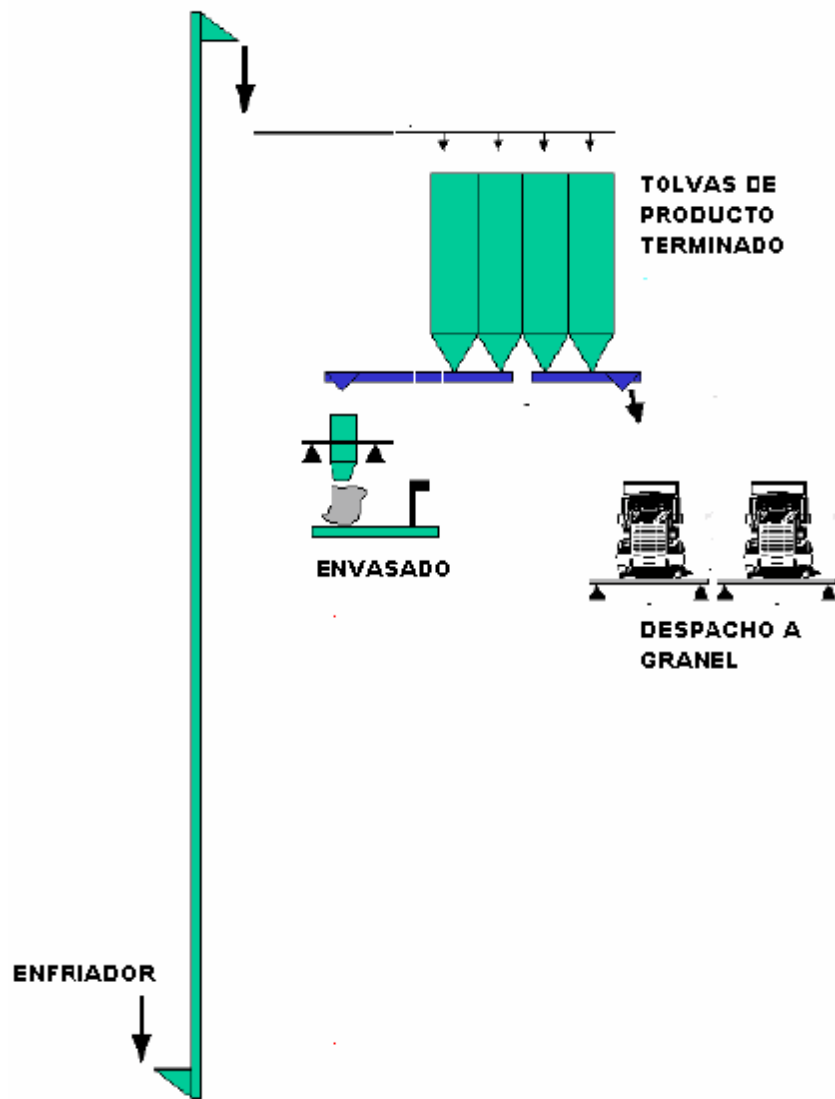 TOLVAS DE
PRODUCTO
TERMINADO
ENVASADO
DESPACHO A
GRANEL
ENFRIADOR